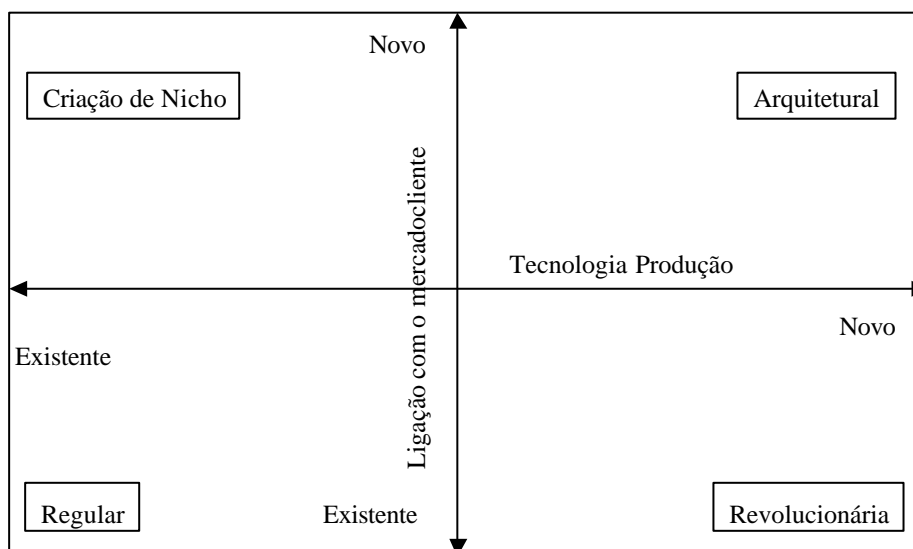 Novo
Criação de Nicho
Arquitetural
Ligação com o mercadocliente
Tecnologia Produção
Novo
Existente
Regular
Existente
Revolucionária